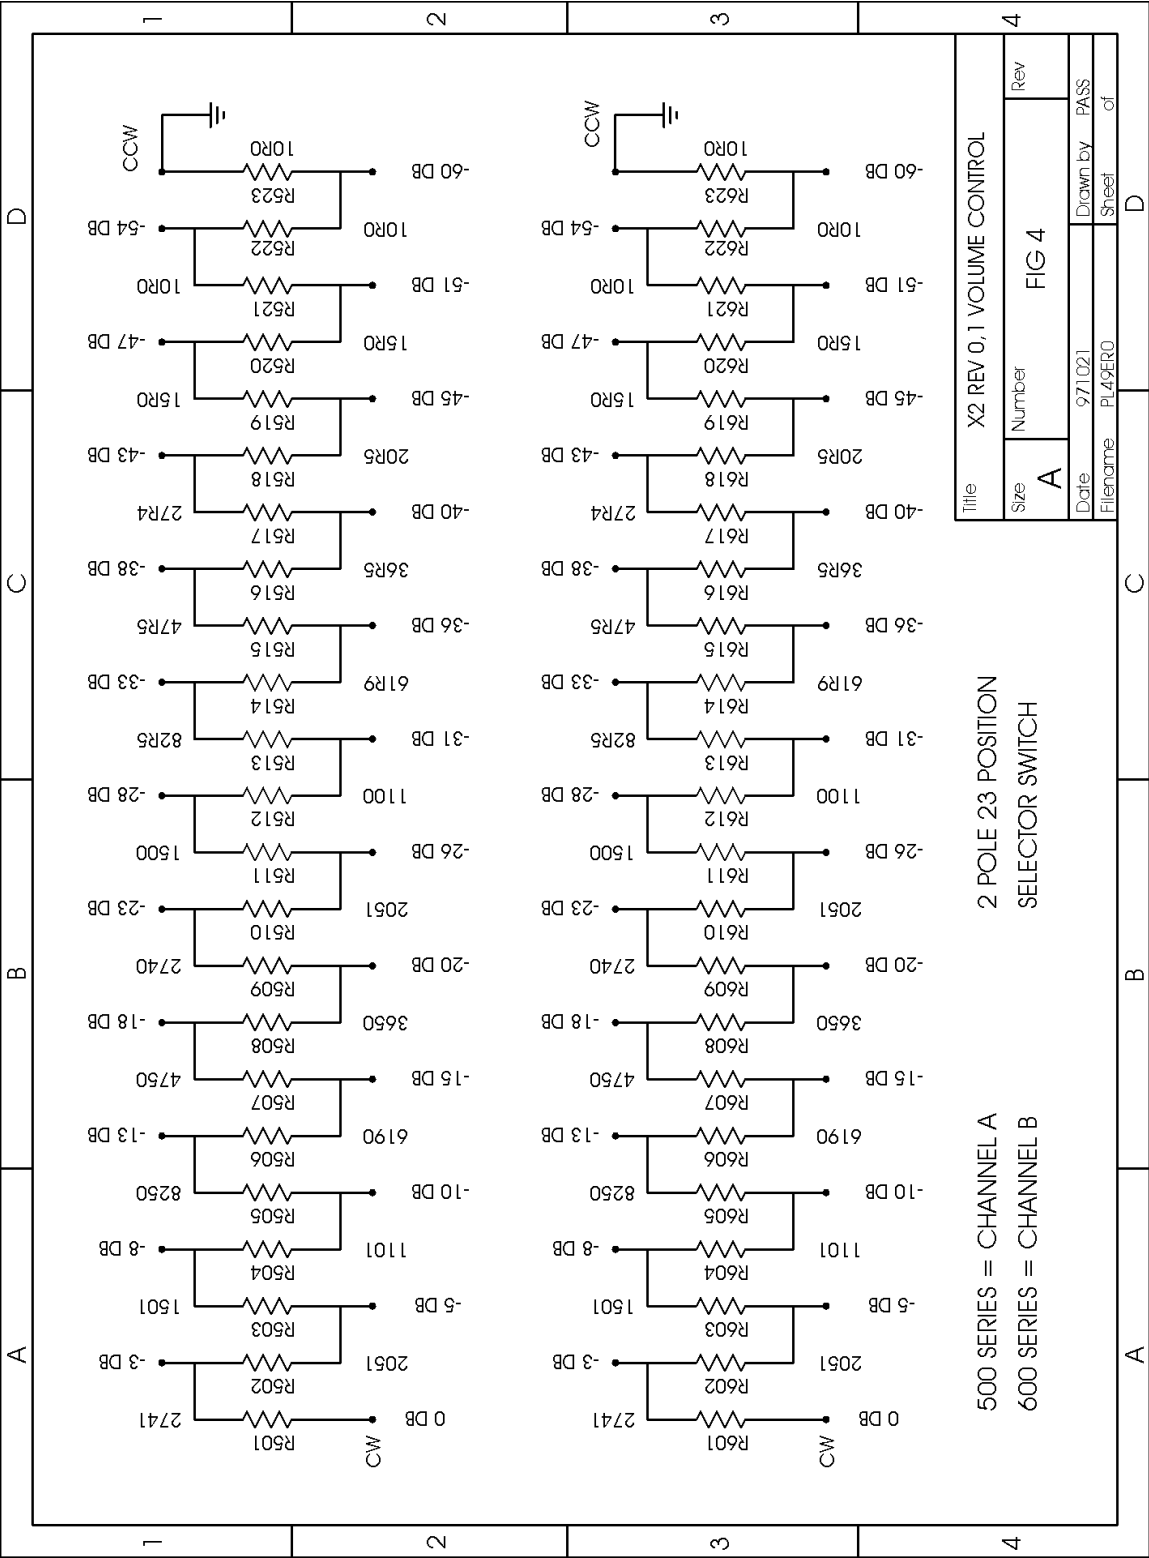 1
2
3
4
A
B
C
D
CCW
10R0
R523
-60 DB
-54 DB
R522
10R0
10R0
R521
-51 DB
-47 DB
R520
15R0
15R0
R519
-45 DB
-43 DB
R518
20R5
27R4
R517
-40 DB
-38 DB
R516
36R5
47R5
R515
-36 DB
-33 DB
R514
61R9
82R5
R513
-31 DB
-28 DB
R512
1100
1500
R511
-26 DB
-23 DB
R510
2051
2740
R509
-20 DB
-18 DB
R508
3650
4750
R507
-15 DB
-13 DB
R506
6190
8250
R505
-10 DB
-8 DB
R504
1101
1501
R503
-5 DB
-3 DB
R502
2051
2741
R501
0 DB
CW
CCW
10R0
R623
-60 DB
-54 DB
R622
10R0
10R0
R621
-51 DB
-47 DB
R620
15R0
15R0
R619
-45 DB
-43 DB
R618
20R5
27R4
R617
-40 DB
-38 DB
R616
36R5
47R5
R615
-36 DB
-33 DB
R614
61R9
82R5
R613
-31 DB
-28 DB
R612
1100
1500
R611
-26 DB
-23 DB
R610
2051
2740
R609
-20 DB
-18 DB
R608
3650
4750
R607
-15 DB
-13 DB
R606
6190
8250
R605
-10 DB
-8 DB
R604
1101
1501
R603
-5 DB
-3 DB
R602
2051
2741
R601
0 DB
CW
500 SERIES = CHANNEL A
600 SERIES = CHANNEL B
2 POLE 23 POSITION
SELECTOR SWITCH
Title
X2 REV 0,1 VOLUME CONTROL
Size
A
Number
FIG 4
Rev
Date 971021
Drawn by PASS
Filename PL49ER0
Sheet of
1
2
3
4
A
B
C
D